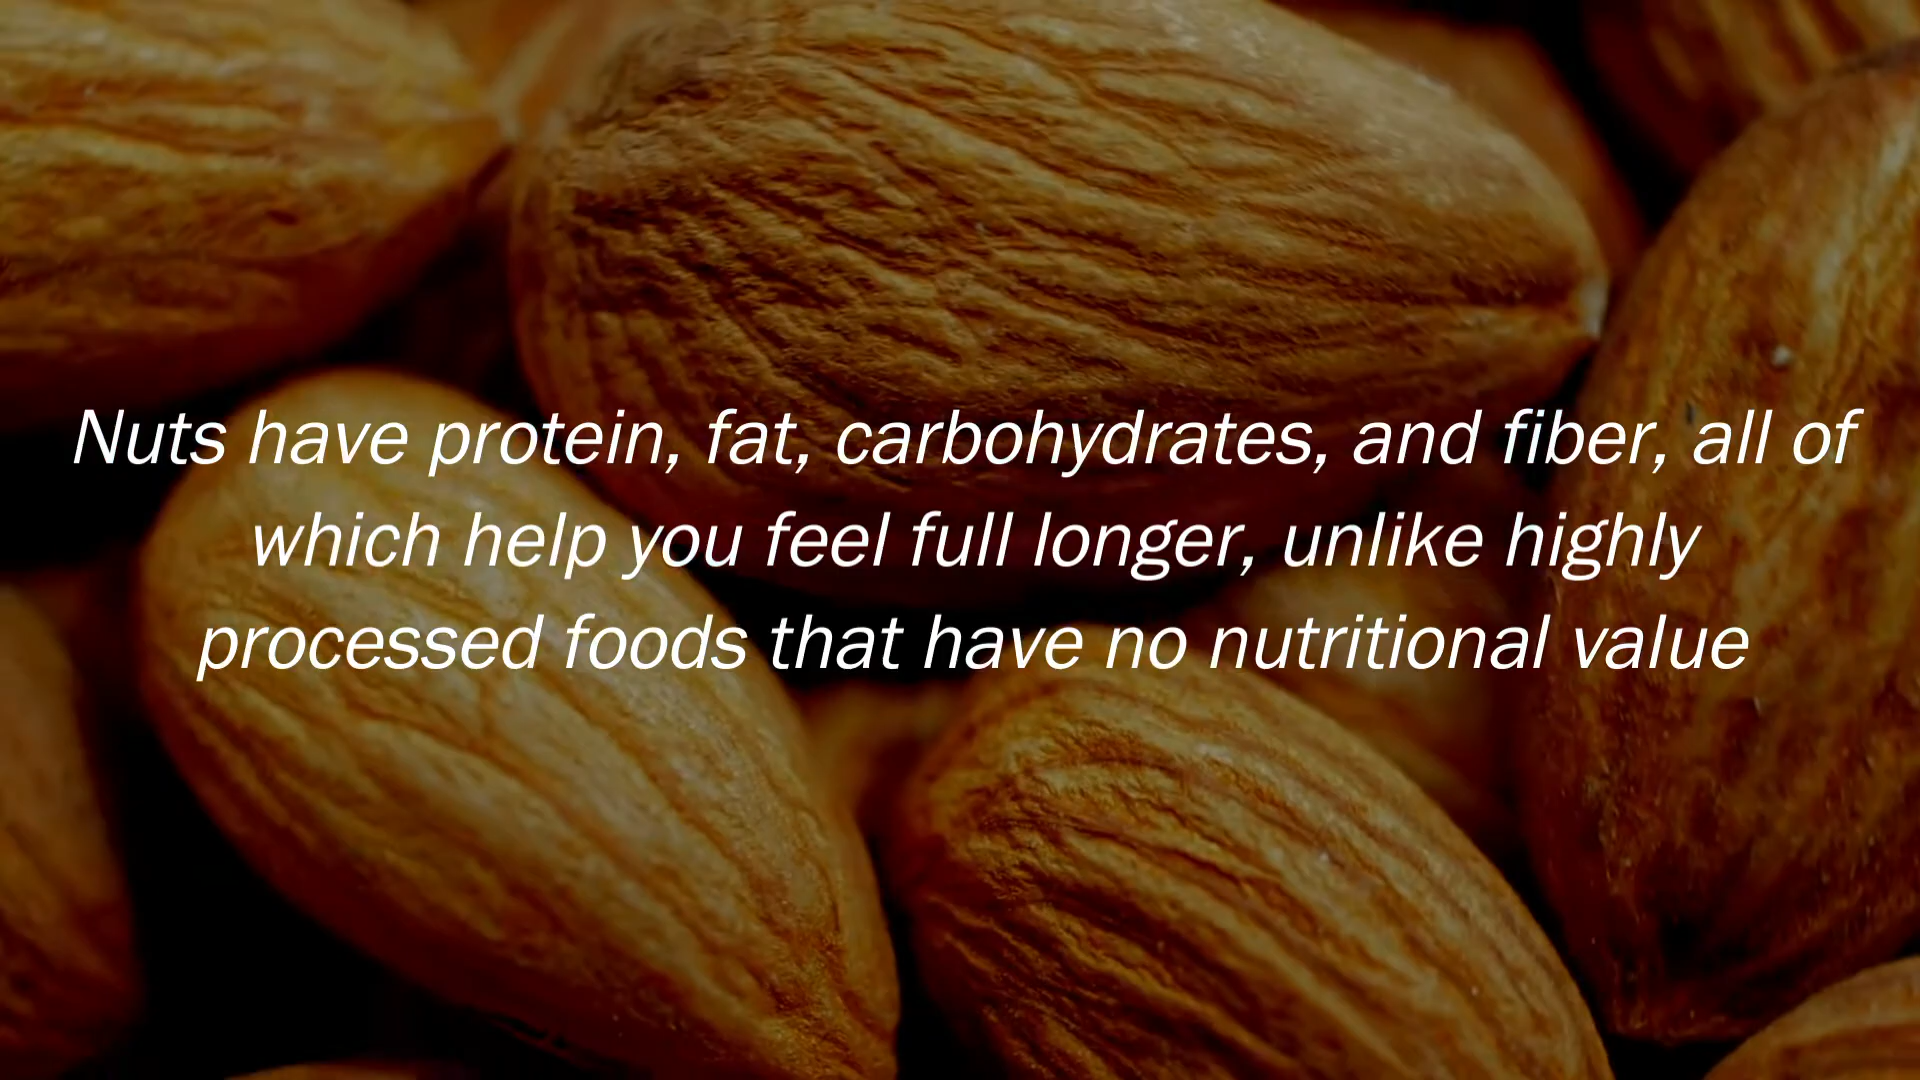 Nuts have protein, fat, carbohydrates, and fiber, all of
which help you feel full longer, unlike highly
processed foods that have no nutritional value